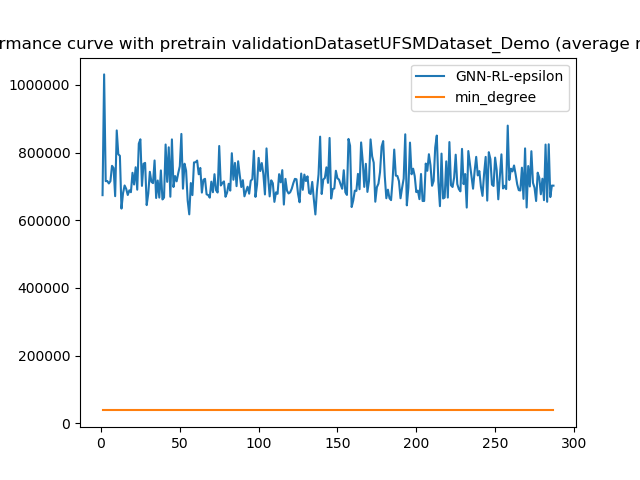 rmance curve with pretrain validationDatasetUFSMDataset_Demo (average r
GNN-RL-epsilon
min_degree
1000000
800000
600000
400000
200000
0
0 50 100 150 200 250 300